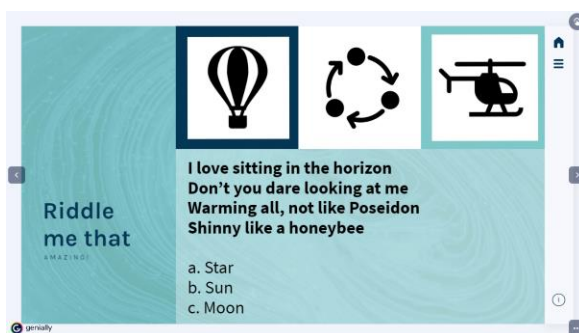 I love sitting in the horizon
Don't you dare looking at me
Warming all, not like Poseidon
Shinny like a honeybee
Riddle
me that
AMAZING!
a. Star
b. Sun
c. Moon
genially